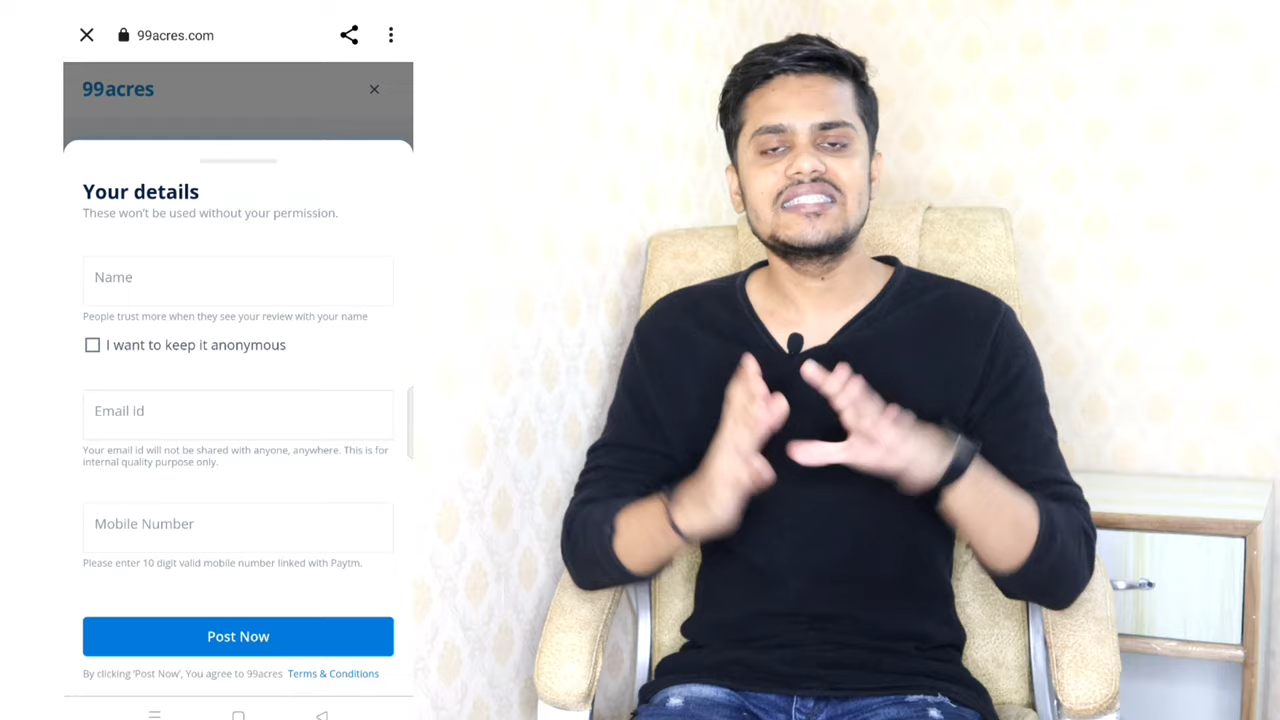 99acres.com
99acres
Your details
These won't be used without your permission.
Name
People trust more when they see your review with your name
I want to keep it anonymous
Email id
Your email id will not be shared with anyone, anywhere. This is for
internal quality purpose only.
Mobile Number
Please enter 10 digit valid mobile number linked with Paytm.
Post Now
By clicking 'Post Now', You agree to 99acres Terms & Conditions